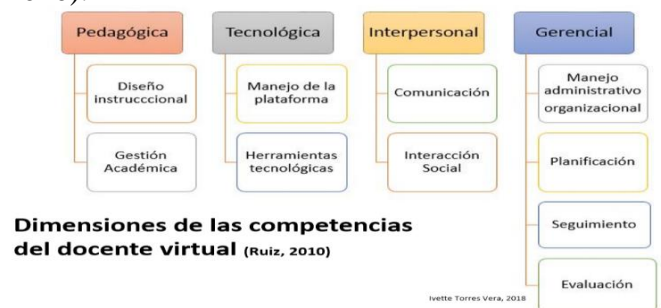 Pedagógica
Tecnológica
Interpersonal
Gerencial
Diseño
instrucccional
Manejo de la
plataforma
Comunicación
Manejo
administrativo
organizacional
Gestión
Académica
Herramientas
tecnológicas
Interacción
Social
Planificación
Seguimiento
Evaluación
Dimensiones de las competencias
del docente virtual (Ruiz, 2010)
Ivette Torres Vera, 2018